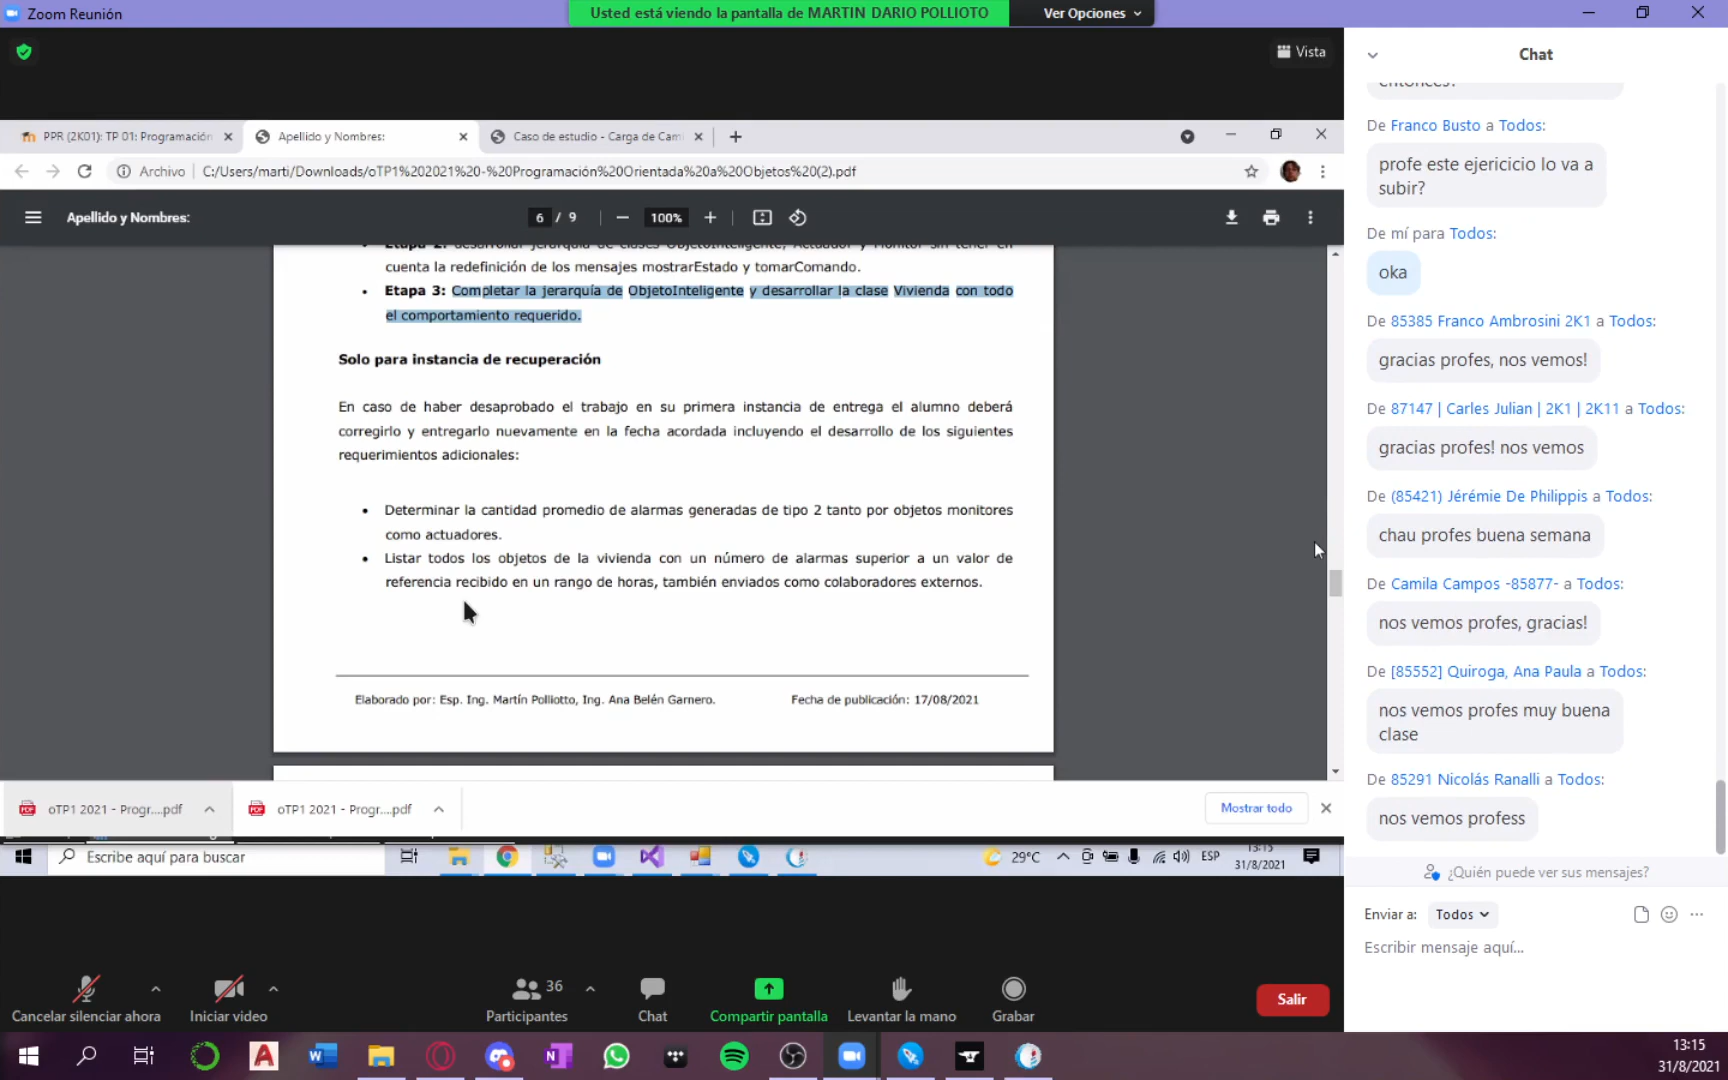 Zoom Reunión
Usted está viendo la pantalla de MARTIN DARIO POLLIOTO
Ver Opciones
Vista
PPR (2K01): TP 01: Programación
Apellido y Nombres:
Caso de estudio - Carga de Cam
Archivo
C:/Users/marti/Downloads/oTP1%202021%20-%20Programación%20Orientada%20a%20Objetos%20(2).pdf
Apellido y Nombres:
6 / 9
100%
Etapa 2: desarrollar jerarquía de clases ObjetoInteligente, Actuador y Monitor sin tener en
cuenta la redefinición de los mensajes mostrarEstado y tomarComando.
• Etapa 3: Completar la jerarquía de ObjetoInteligente y desarrollar la clase Vivienda con todo
el comportamiento requerido.
Solo para instancia de recuperación
En caso de haber desaprobado el trabajo en su primera instancia de entrega el alumno deberá
corregirlo y entregarlo nuevamente en la fecha acordada incluyendo el desarrollo de los siguientes
requerimientos adicionales:
• Determinar la cantidad promedio de alarmas generadas de tipo 2 tanto por objetos monitores
como actuadores.
• Listar todos los objetos de la vivienda con un número de alarmas superior a un valor de
referencia recibido en un rango de horas, también enviados como colaboradores externos.
Elaborado por: Esp. Ing. Martín Polliotto, Ing. Ana Belén Garnero.
Fecha de publicación: 17/08/2021
oTP1 2021 - Progr....pdf
oTP1 2021 - Progr....pdf
Mostrar todo
Escribe aquí para buscar
29°C
ESP
13:15
31/8/2021
Cancelar silenciar ahora
Iniciar video
36
Participantes
Chat
Compartir pantalla
Levantar la mano
Grabar
Salir
Chat
entonces?
De Franco Busto a Todos:
profe este ejericicio lo va a
subir?
De mí para Todos:
oka
De 85385 Franco Ambrosini 2K1 a Todos:
gracias profes, nos vemos!
De 87147 | Carles Julian | 2K1 | 2K11 a Todos:
gracias profes! nos vemos
De (85421) Jérémie De Philippis a Todos:
chau profes buena semana
De Camila Campos -85877- a Todos:
nos vemos profes, gracias!
De [85552] Quiroga, Ana Paula a Todos:
nos vemos profes muy buena
clase
De 85291 Nicolás Ranalli a Todos:
nos vemos profess
¿Quién puede ver sus mensajes?
Enviar a: Todos
Escribir mensaje aquí...
13:15
31/8/2021